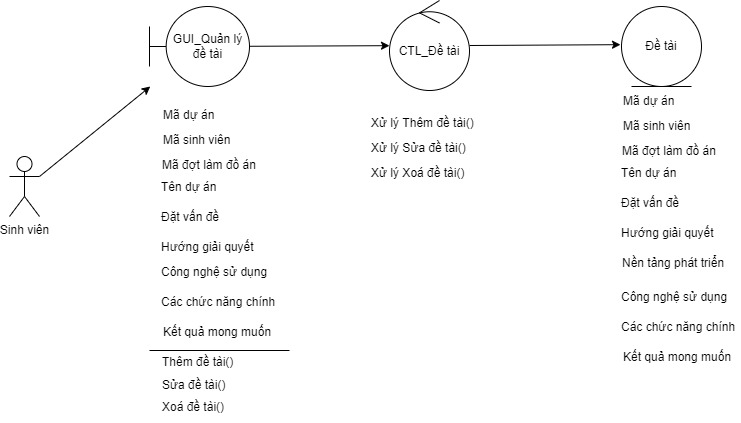 GUI_Quản lý
đề tài
CTL_Đề tài
Đề tài
Sinh viên
Mã dự án
Mã sinh viên
Mã đợt làm đồ án
Tên dự án
Đặt vấn đề
Hướng giải quyết
Công nghệ sử dụng
Các chức năng chính
Kết quả mong muốn
Thêm đề tài()
Sửa đề tài()
Xoá đề tài()
Xử lý Thêm đề tài()
Xử lý Sửa đề tài()
Xử lý Xoá đề tài()
Mã dự án
Mã sinh viên
Mã đợt làm đồ án
Tên dự án
Đặt vấn đề
Hướng giải quyết
Nền tảng phát triển
Công nghệ sử dụng
Các chức năng chính
Kết quả mong muốn